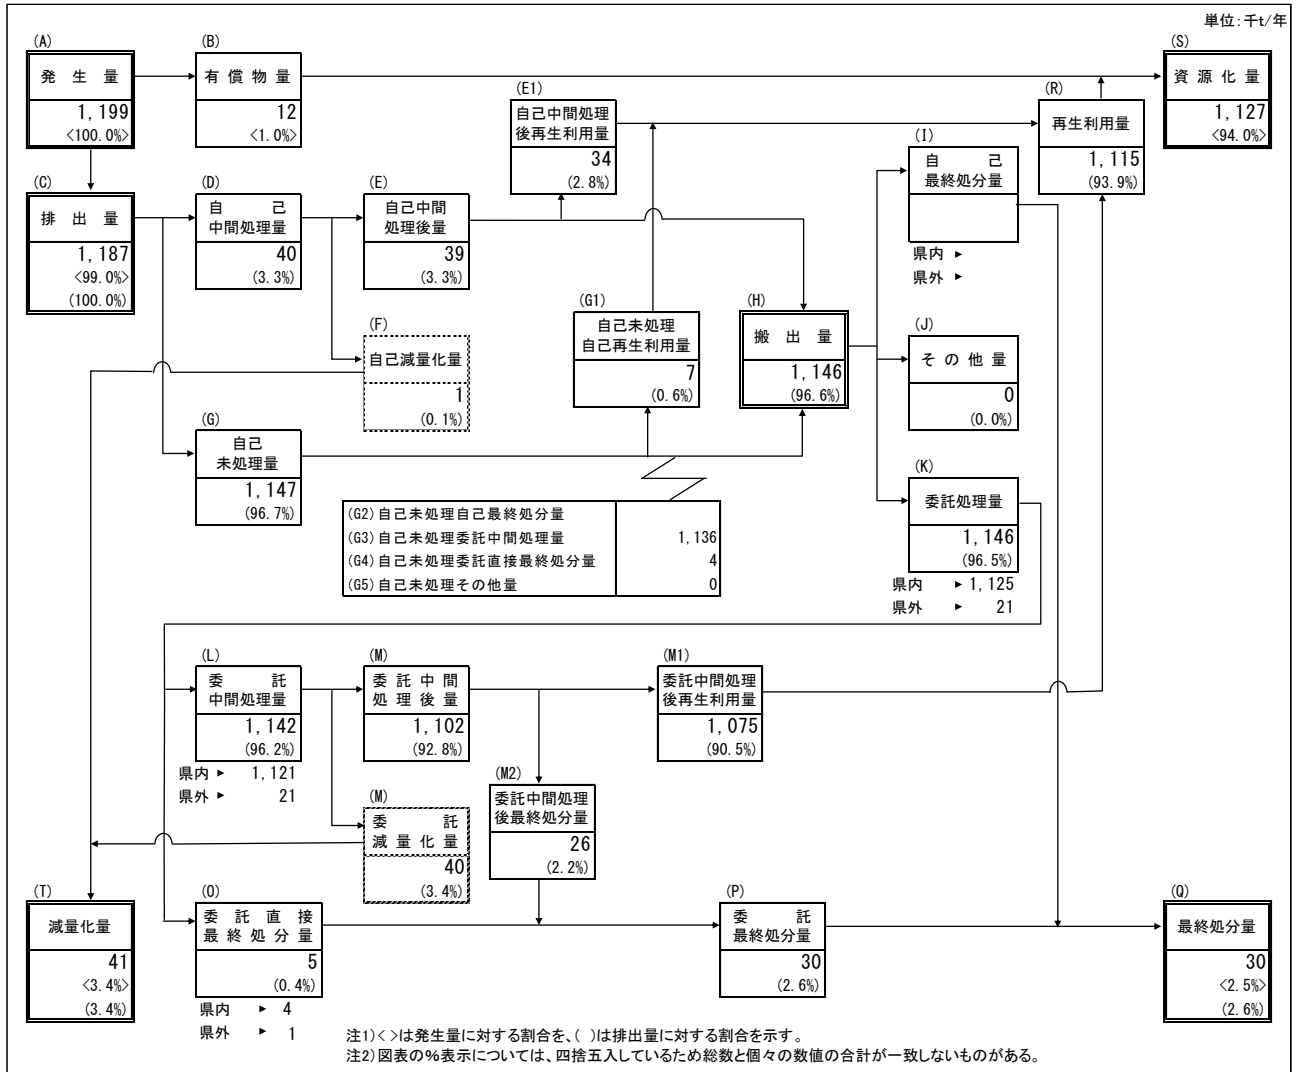 単位：千t/年
(A)
発 生 量
1,199
<100.0%>
(B)
有 償 物 量
12
<1.0%>
(S)
資 源 化 量
1,127
<94.0%>
(E1)
自己中間処理
後再生利用量
34
(2.8%)
(R)
再生利用量
1,115
(93.9%)
(I)
自 己
最終処分量
県内 ►
県外 ►
(C)
排 出 量
1,187
<99.0%>
(100.0%)
(D)
自 己
中間処理量
40
(3.3%)
(E)
自己中間
処理後量
39
(3.3%)
(F)
自己減量化量
1
(0.1%)
(G1)
自己未処理
自己再生利用量
7
(0.6%)
(H)
搬 出 量
1,146
(96.6%)
(J)
そ の 他 量
0
(0.0%)
(G)
自己
未処理量
1,147
(96.7%)
(G2)自己未処理自己最終処分量
(G3)自己未処理委託中間処理量 1,136
(G4)自己未処理委託直接最終処分量 4
(G5)自己未処理その他量 0
(K)
委託処理量
1,146
(96.5%)
県内 ► 1,125
県外 ► 21
(L)
委 託
中間処理量
1,142
(96.2%)
県内 ► 1,121
県外 ► 21
(M)
委 託 中 間
処 理 後 量
1,102
(92.8%)
(M1)
委託中間処理
後再生利用量
1,075
(90.5%)
(M2)
委託中間処理
後最終処分量
26
(2.2%)
(M)
委 託
減 量 化 量
40
(3.4%)
(T)
減量化量
41
<3.4%>
(3.4%)
(O)
委 託 直 接
最 終 処 分 量
5
(0.4%)
県内 ► 4
県外 ► 1
(P)
委 託
最終処分量
30
(2.6%)
(Q)
最終処分量
30
<2.5%>
(2.6%)
注1)< >は発生量に対する割合を、( )は排出量に対する割合を示す。
注2)図表の%表示については、四捨五入しているため総数と個々の数値の合計が一致しないものがある。